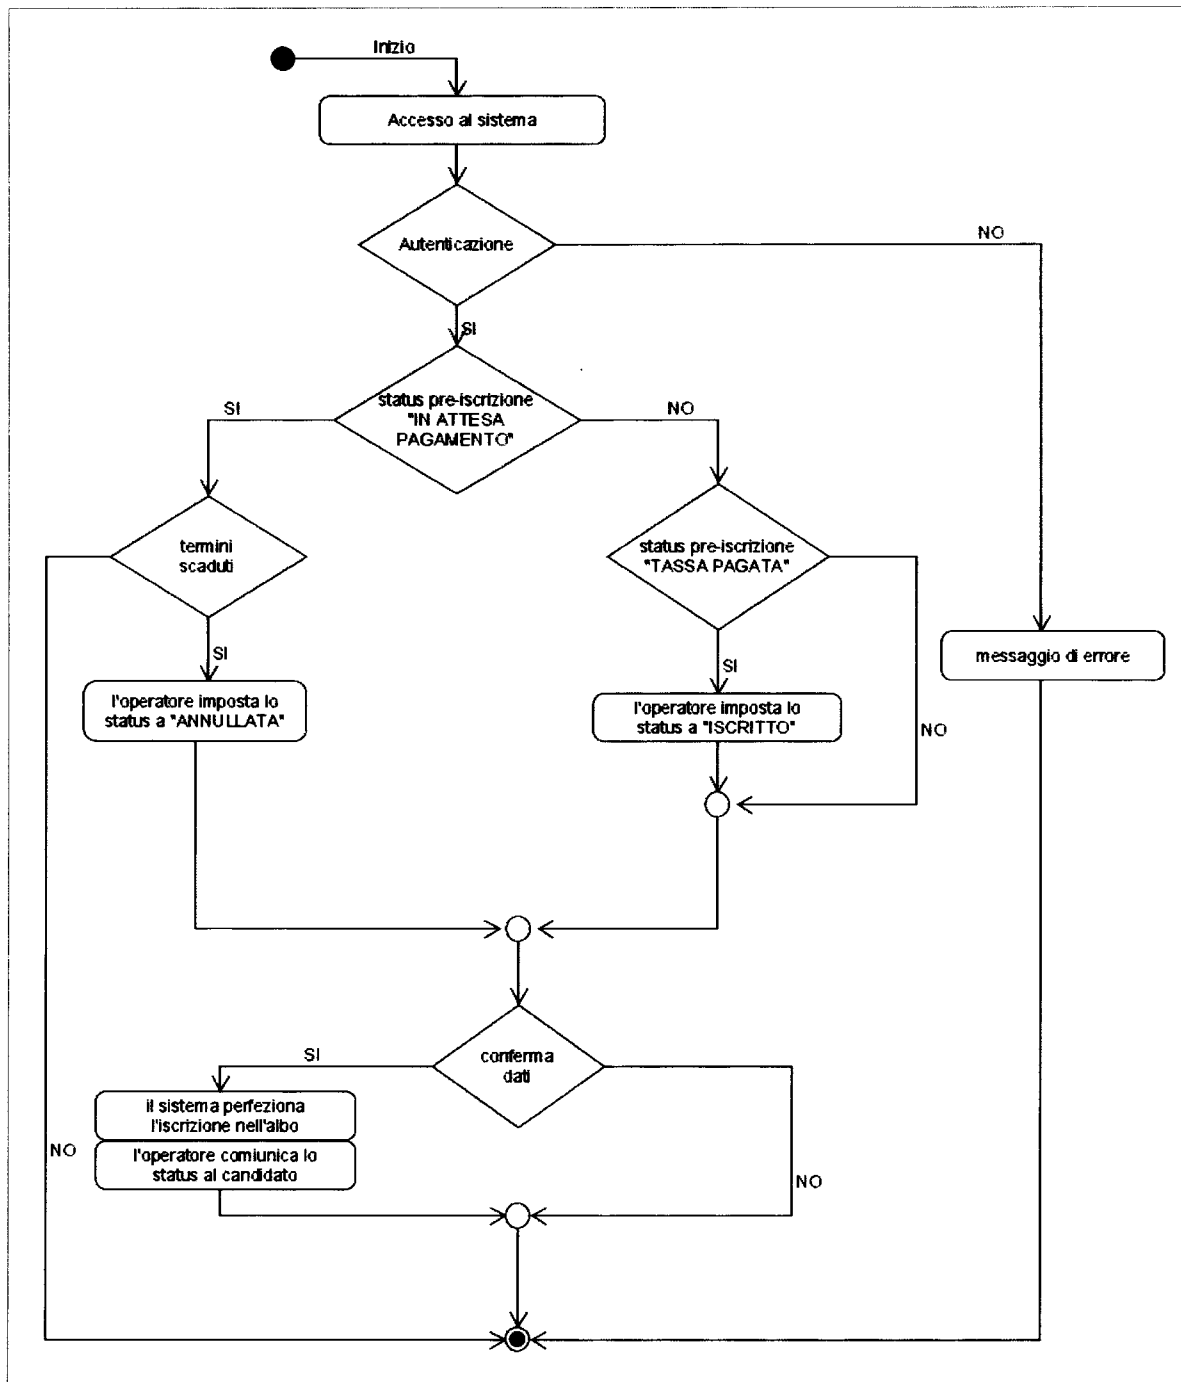 Inizio
Accesso al sistema
Autenticazione
NO
SI
status pre-iscrizione
"IN ATTESA
PAGAMENTO"
SI
NO
termini
scaduti
status pre-iscrizione
"TASSA PAGATA"
SI
SI
messaggio di errore
l'operatore imposta lo
status a "ANNULLATA"
l'operatore imposta lo
status a "ISCRITTO"
NO
conferma
dati
SI
il sistema perfeziona
l'iscrizione nell'albo
NO
l'operatore comiunica lo
status al candidato
NO